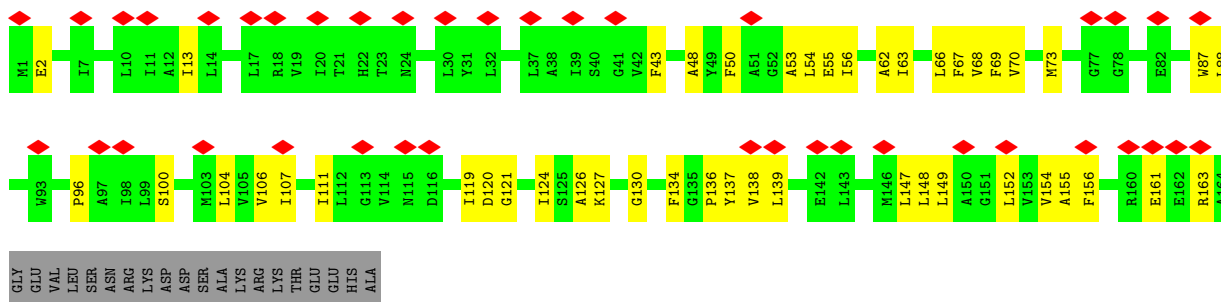 M1 E2 I7 L10 I11 A12 I13 L14 L17 R18 V19 I20 T21 H22 T23 N24 L30 Y31 L32 L37 A38 I39 S40 G41 V42 F43 A48 Y49 F50 A51 G52 A53 L54 E55 I56 A62 I63 L66 F67 V68 F69 V70 M73 G77 G78 E82 W87
W93 P96 A97 I98 L99 S100 M103 L104 V105 V106 I107 I111 L112 G113 V114 N115 D116 I119 D120 G121 I124 S125 A126 K127 G130 F134 G135 P136 Y137 V138 L139 E142 L143 M146 L147 L148 L149 A150 G151 L152 V153 V154 A155 F156 R160 E161 E162 R163
GLY GLU VAL LEU SER ASN ARG LYS ASP ASP SER ALA LYS ARG LYS THR GLU GLU HIS ALA